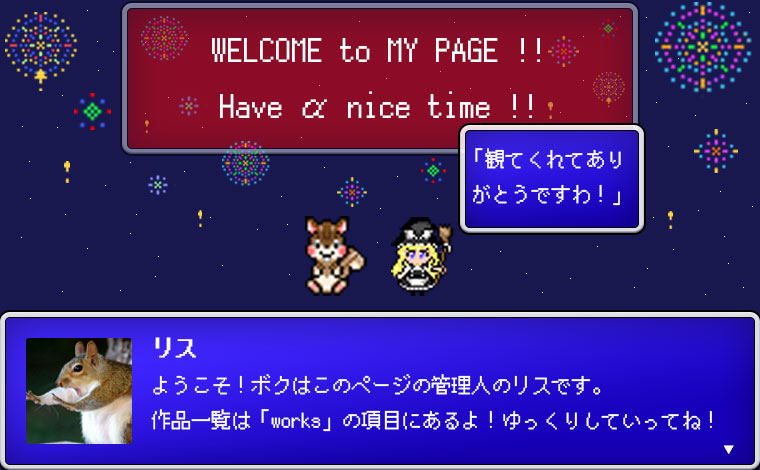 WELCOME to MY PAGE !!
Have α nice time !!
「観てくれてあり
がとうですわ！」
リス
ようこそ！ボクはこのページの管理人のリスです。
作品一覧は「works」の項目にあるよ！ゆっくりしていってね！